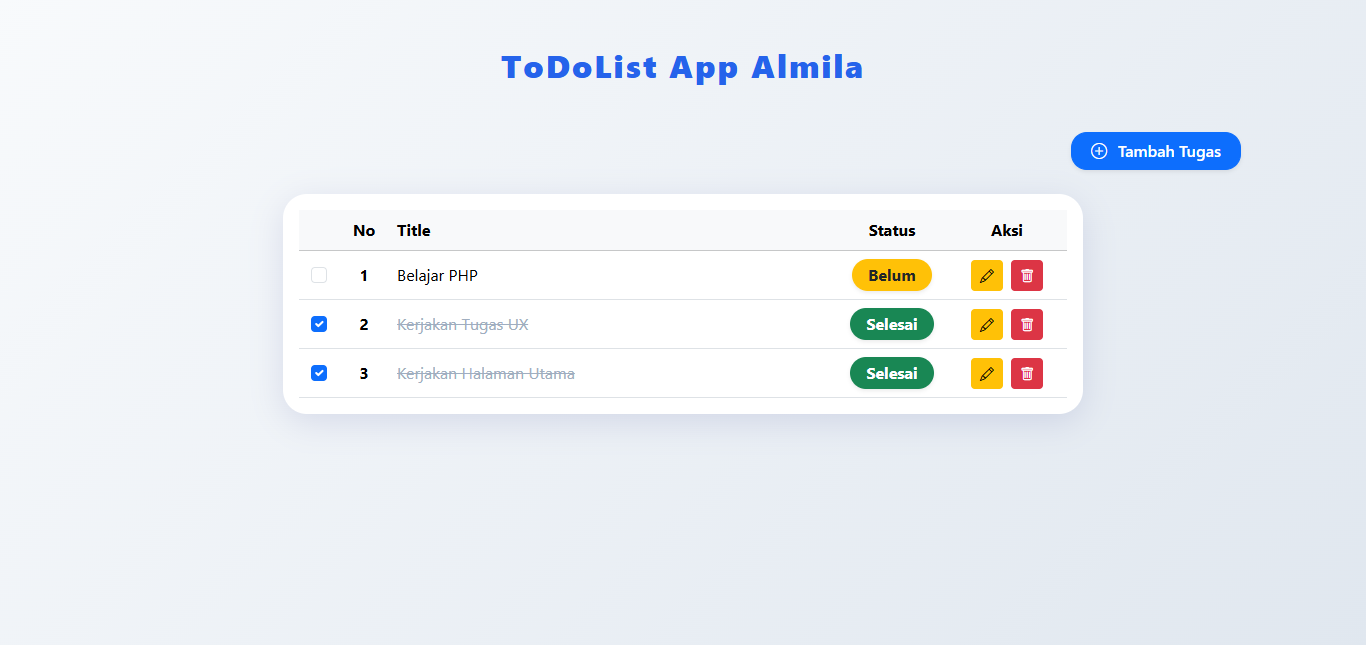 ToDoList App Almila
Tambah Tugas
No Title Status Aksi
1 Belajar PHP Belum
2 Kerjakan Tugas UX Selesai
3 Kerjakan Halaman Utama Selesai